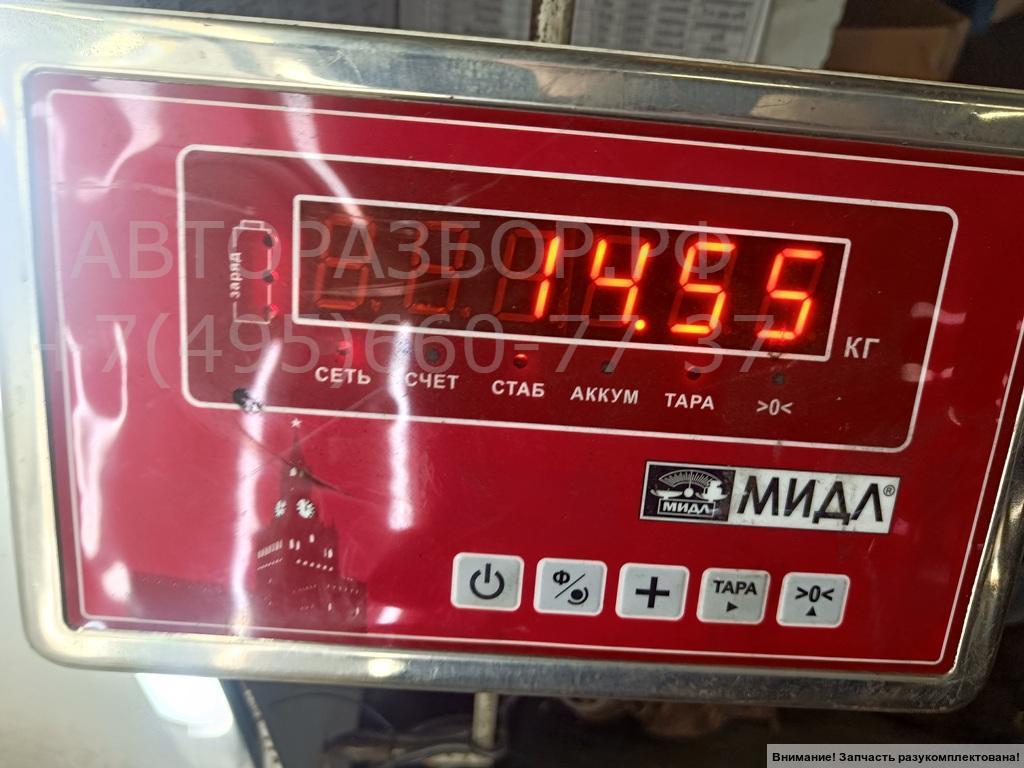 АВТОРАЗБОР.РФ
+7(495)660-77-37
заряд
14.55
КГ
СЕТЬ СЧЕТ СТАБ АККУМ ТАРА >0<
МИДЛ МИДЛ®
Ф ТАРА >0<
Внимание! Запчасть разукомплектована!